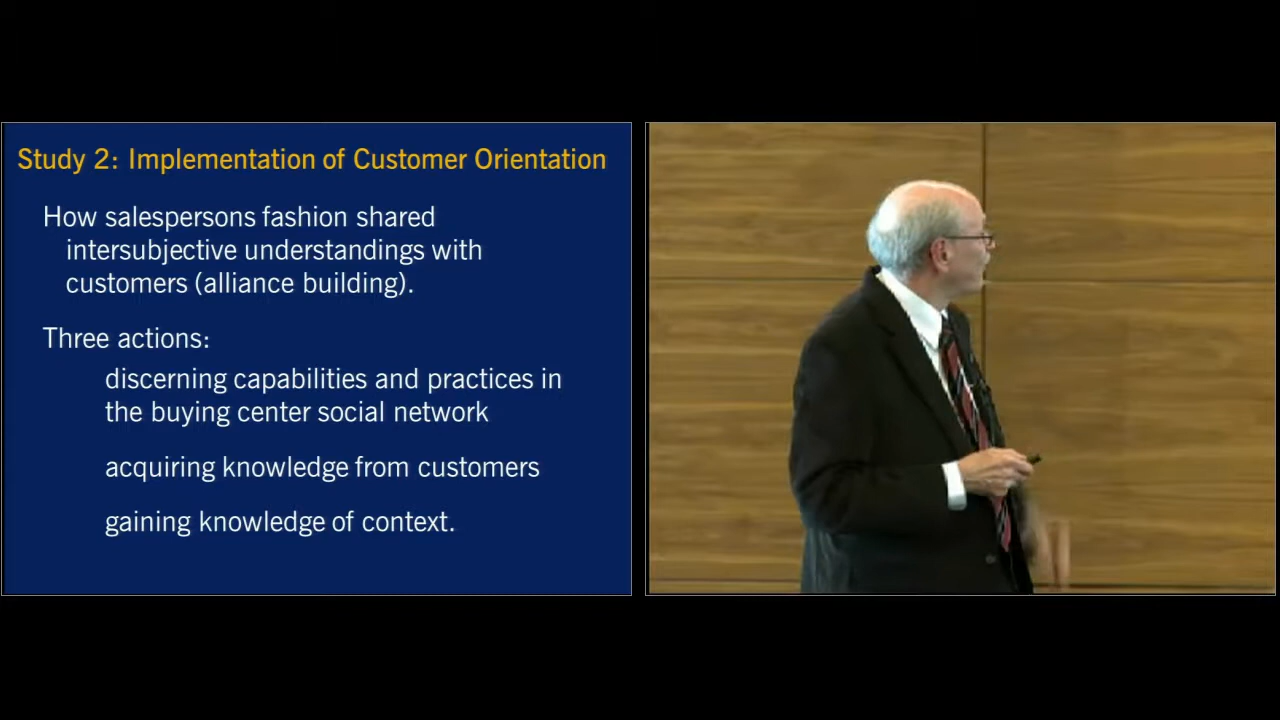 Study 2: Implementation of Customer Orientation
How salespersons fashion shared
intersubjective understandings with
customers (alliance building).
Three actions:
discerning capabilities and practices in
the buying center social network
acquiring knowledge from customers
gaining knowledge of context.